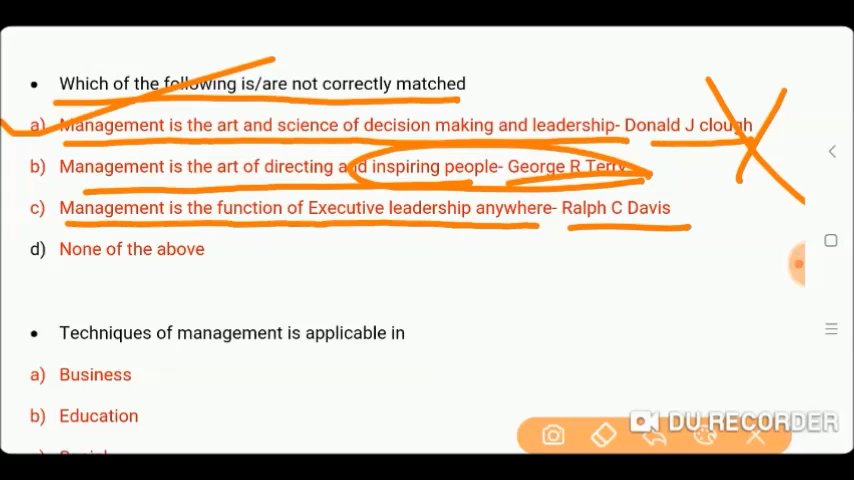 • Which of the following is/are not correctly matched
a) Management is the art and science of decision making and leadership- Donald J clough
b) Management is the art of directing and inspiring people- George R Terry
c) Management is the function of Executive leadership anywhere- Ralph C Davis
d) None of the above
• Techniques of management is applicable in
a) Business
b) Education
DU RECORDER